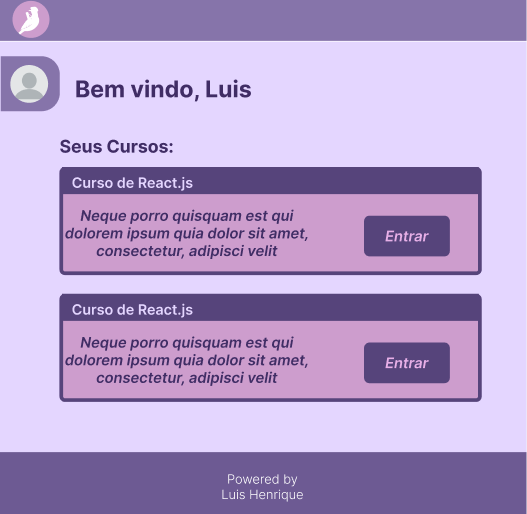 Bem vindo, Luis
Seus Cursos:
Curso de React.js
Neque porro quisquam est qui
dolorem ipsum quia dolor sit amet,
consectetur, adipisci velit
Entrar
Curso de React.js
Neque porro quisquam est qui
dolorem ipsum quia dolor sit amet,
consectetur, adipisci velit
Entrar
Powered by
Luis Henrique